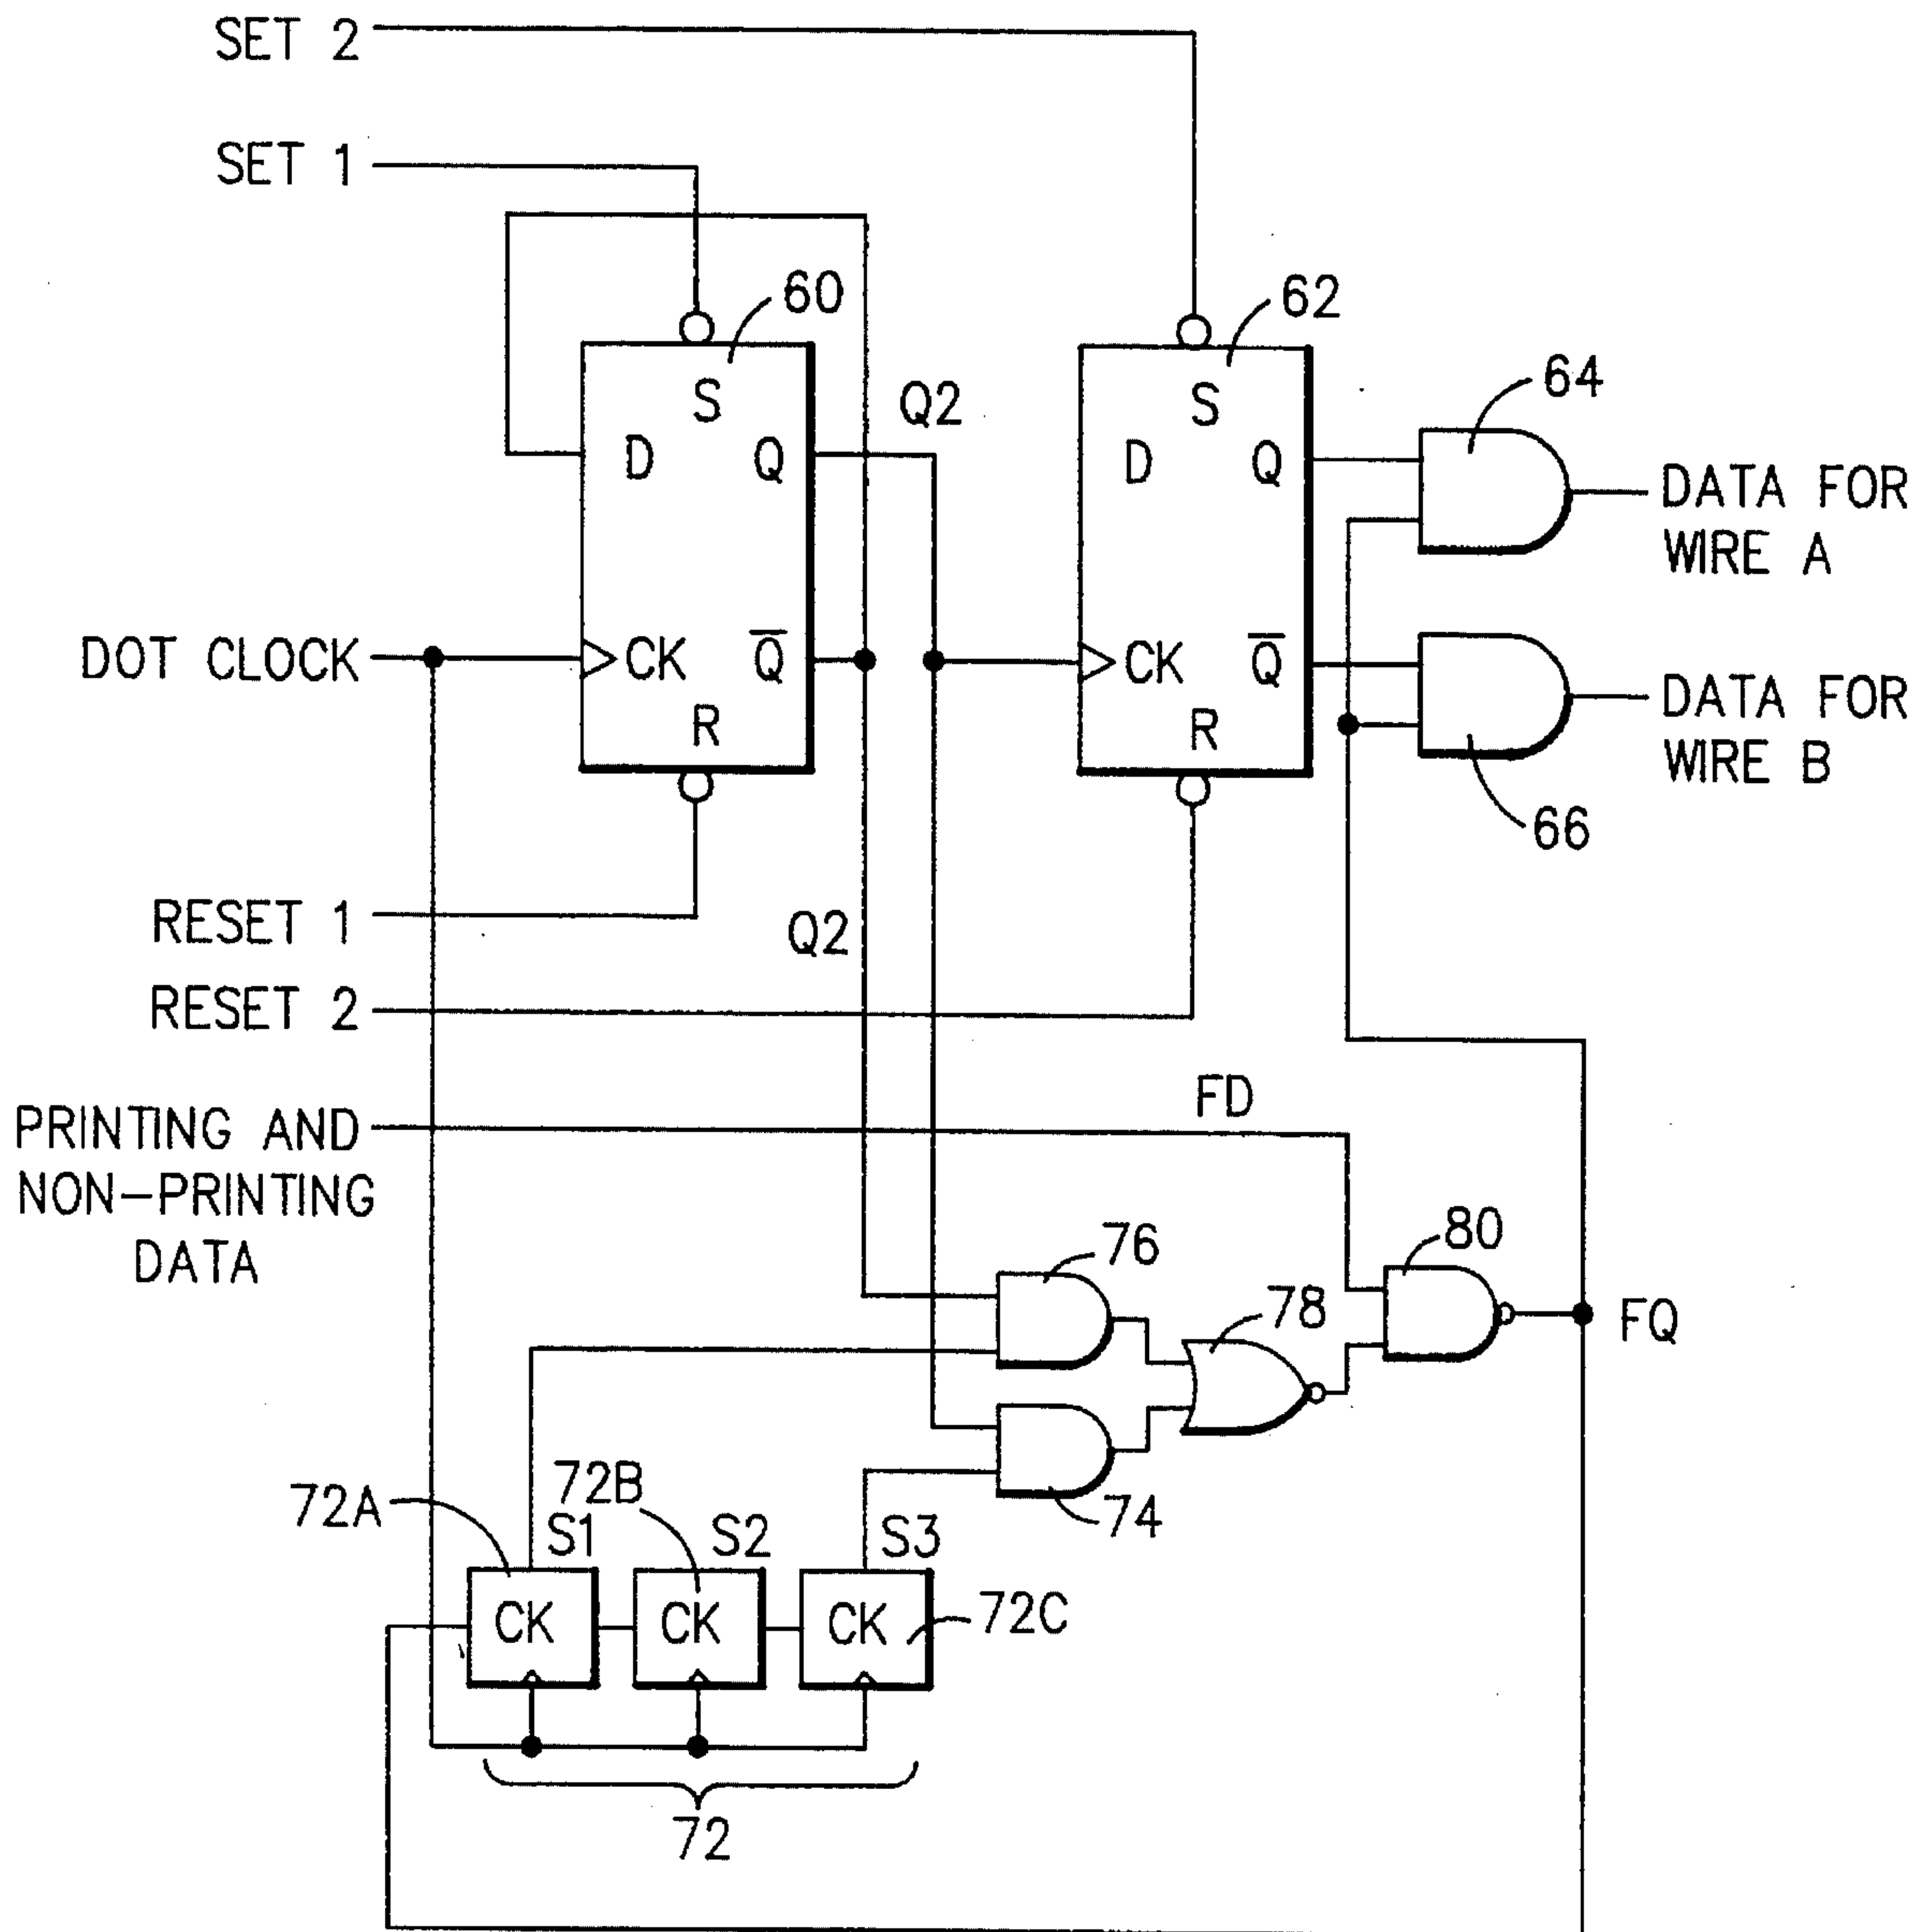 SET 2
SET 1
60
62
S
Q2
S
64
D
Q
D
Q
DATA FOR
WIRE A
DOT CLOCK
CK
Q̅
CK
Q̅
DATA FOR
WIRE B
R
R
66
RESET 1
Q2
RESET 2
FD
PRINTING AND
NON-PRINTING
DATA
76
80
78
FQ
72A
72B
74
S1
S2
S3
CK
CK
CK
72C
72